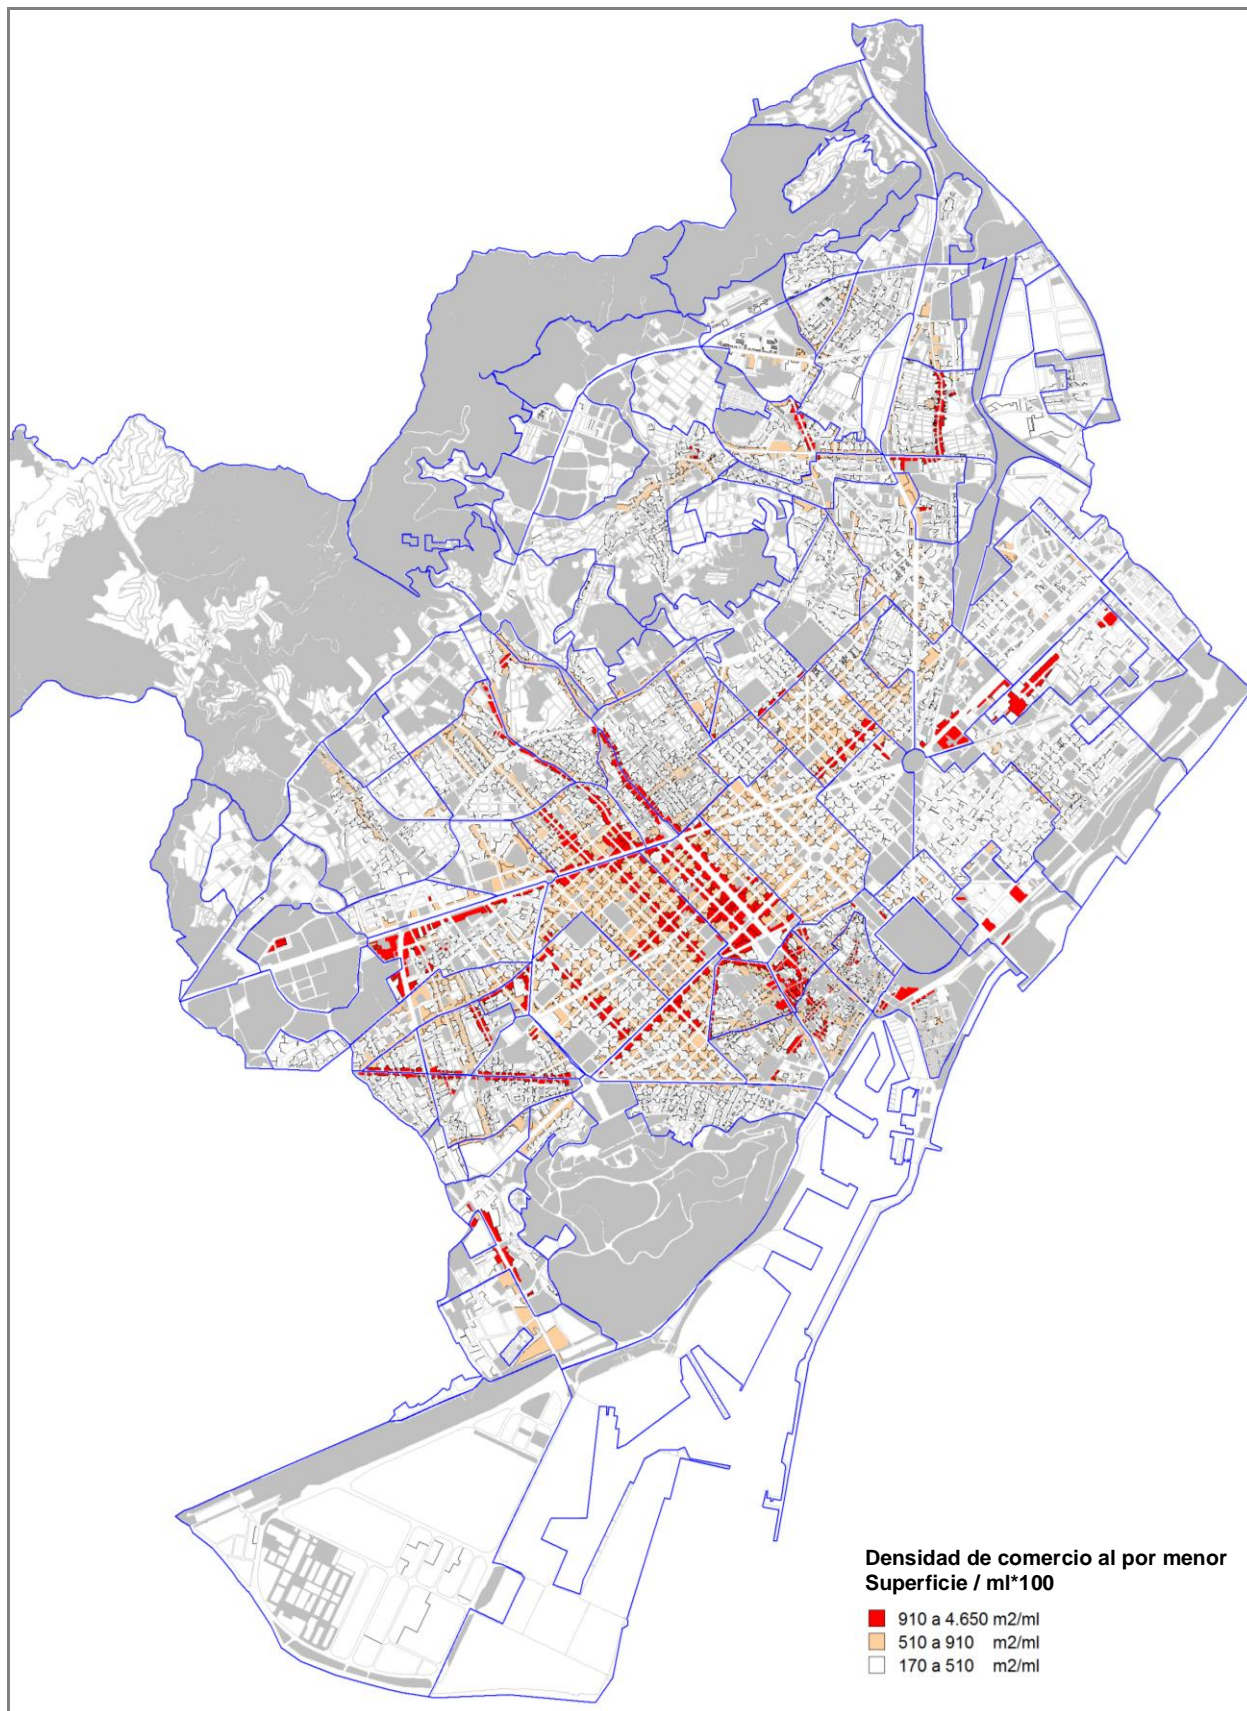 Densidad de comercio al por menor
Superficie / ml*100
910 a 4.650 m2/ml
510 a 910 m2/ml
170 a 510 m2/ml